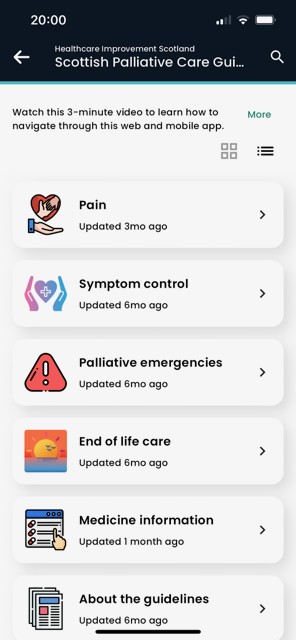 20:00
Healthcare Improvement Scotland
Scottish Palliative Care Gui...
Watch this 3-minute video to learn how to
navigate through this web and mobile app.
More
Pain
Updated 3mo ago
Symptom control
Updated 6mo ago
Palliative emergencies
Updated 6mo ago
End of life care
Updated 6mo ago
Medicine information
Updated 1 month ago
About the guidelines
Updated 6mo ago